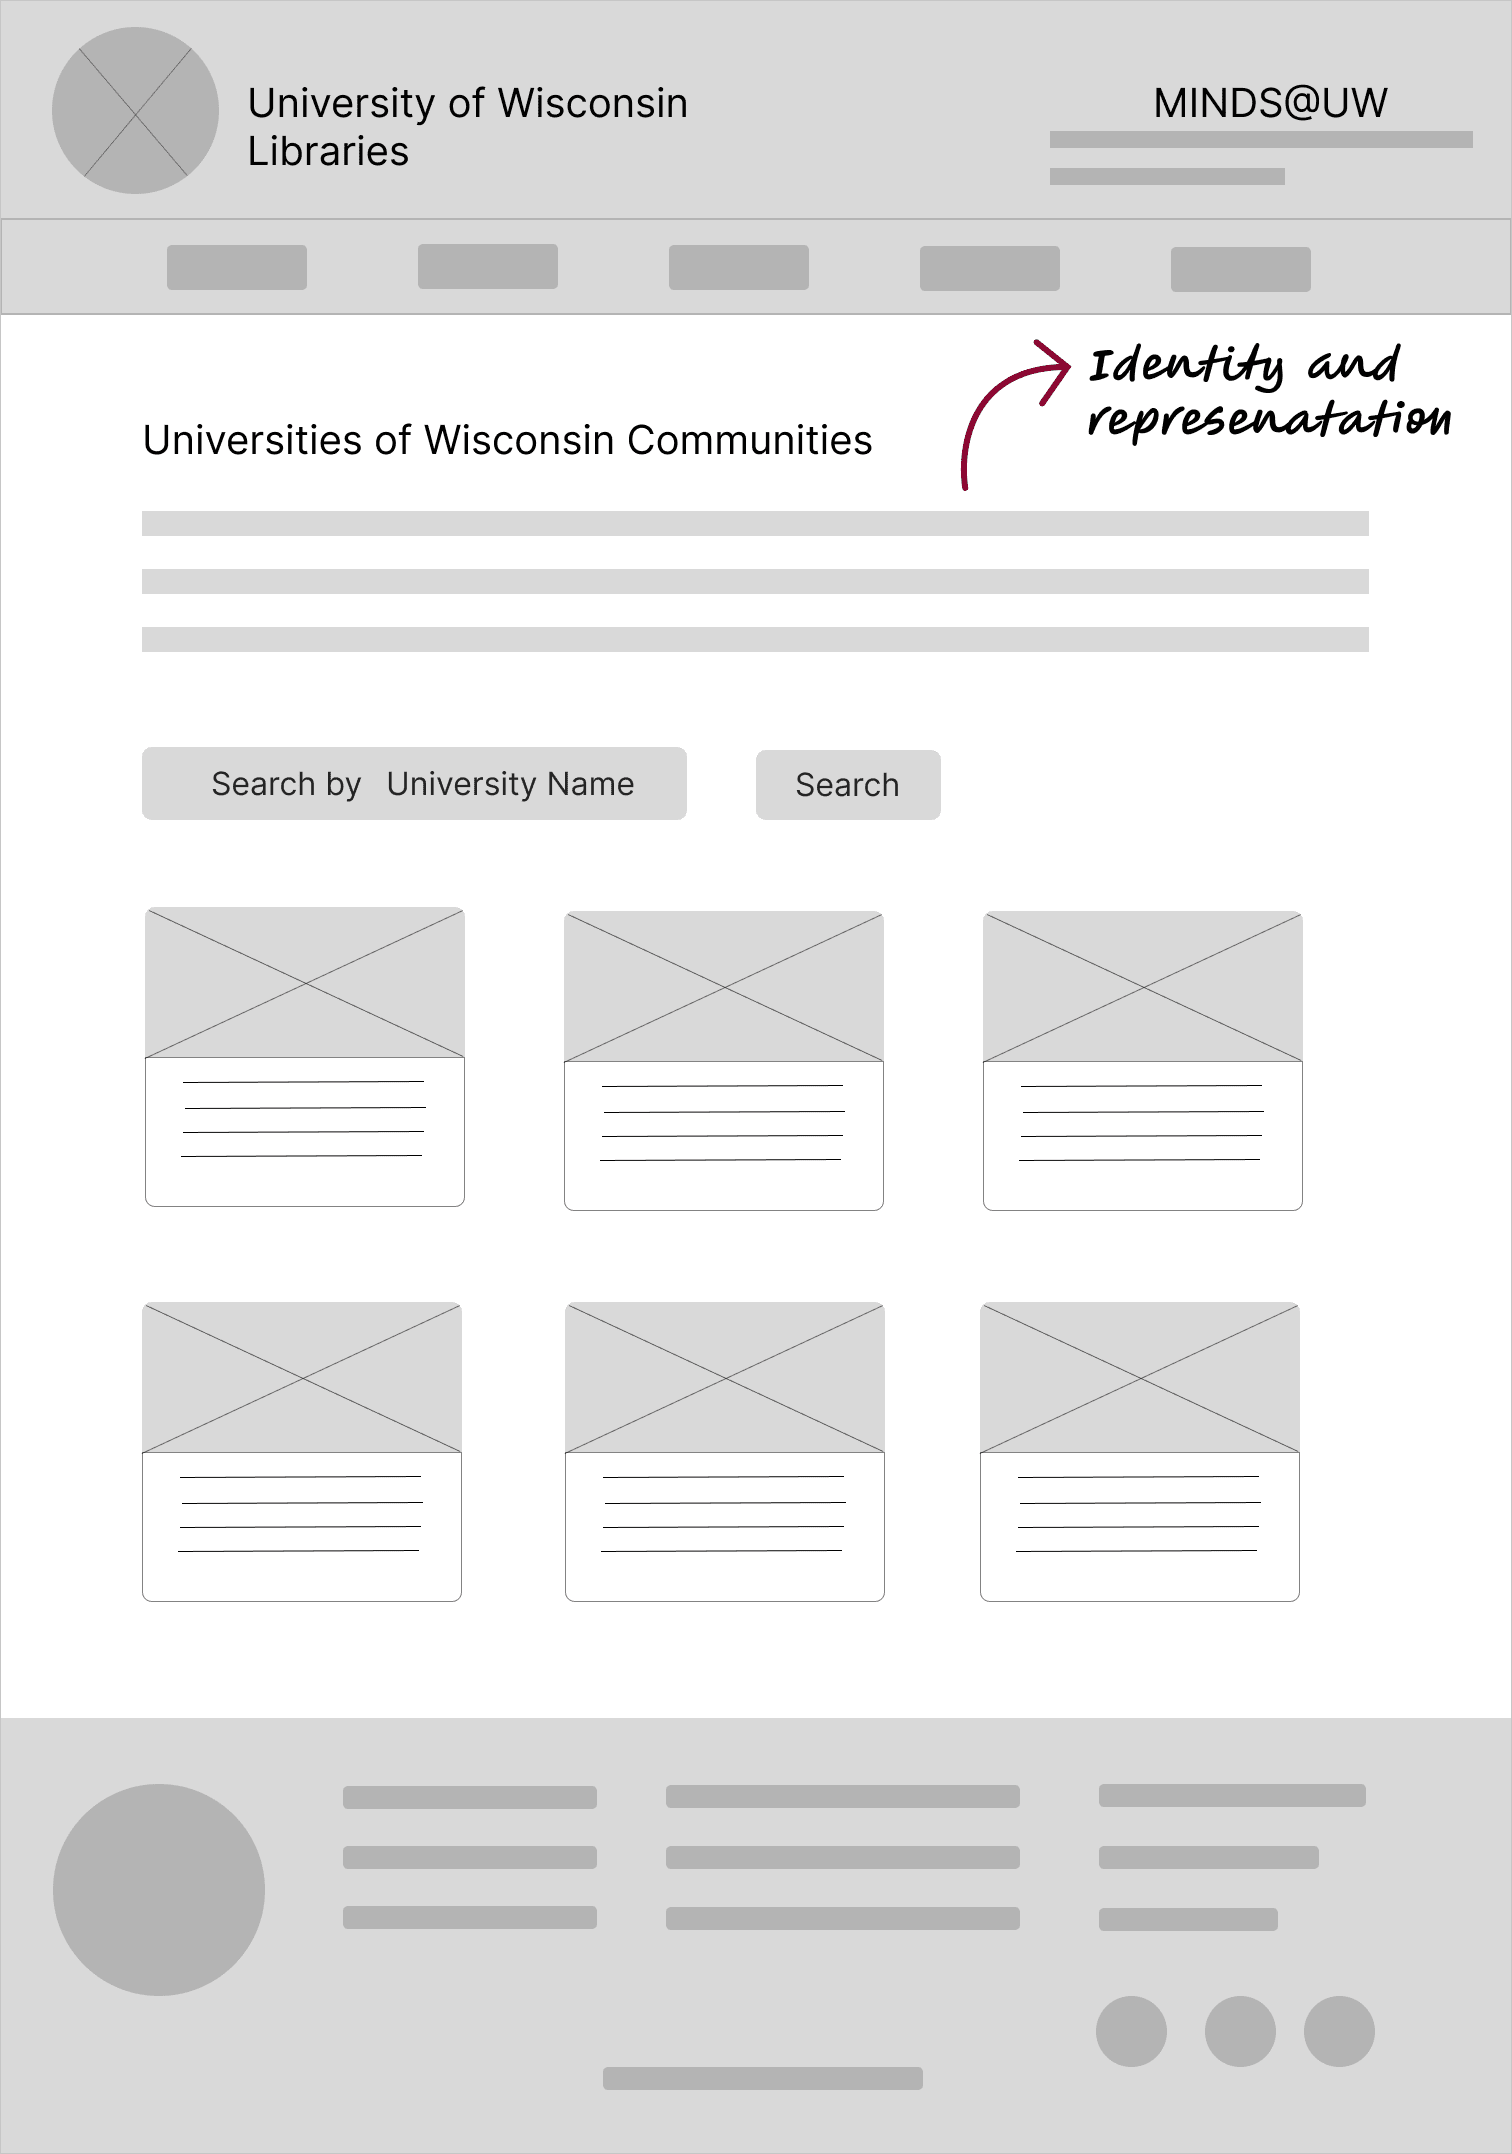 University of Wisconsin
Libraries
MINDS@UW
Identity and
represenatation
Universities of Wisconsin Communities
Search by University Name
Search